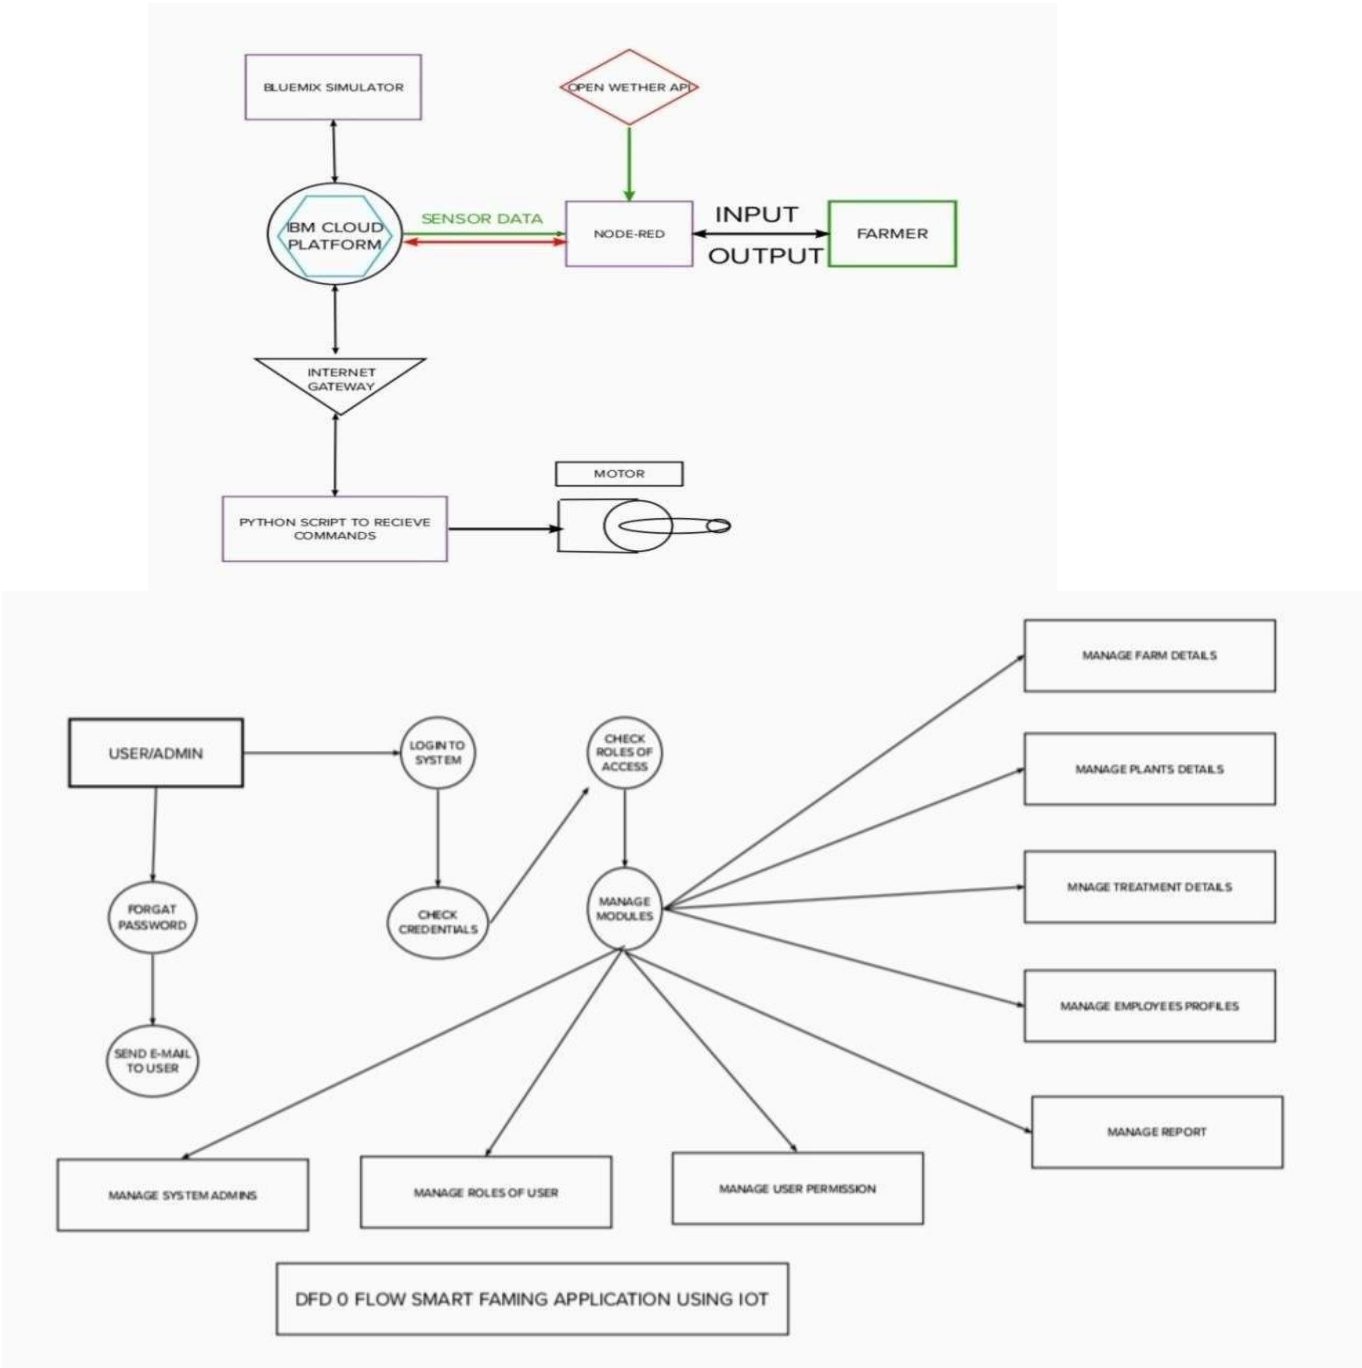 BLUEMIX SIMULATOR
OPEN WETHER API
IBM CLOUD
PLATFORM
SENSOR DATA
NODE-RED
INPUT
OUTPUT
FARMER
INTERNET
GATEWAY
MOTOR
PYTHON SCRIPT TO RECIEVE
COMMANDS
MANAGE FARM DETAILS
USER/ADMIN
LOGIN TO
SYSTEM
CHECK
ROLES OF
ACCESS
MANAGE PLANTS DETAILS
MNAGE TREATMENT DETAILS
FORGAT
PASSWORD
CHECK
CREDENTIALS
MANAGE
MODULES
MANAGE EMPLOYEES PROFILES
SEND E-MAIL
TO USER
MANAGE REPORT
MANAGE SYSTEM ADMINS
MANAGE ROLES OF USER
MANAGE USER PERMISSION
DFD 0 FLOW SMART FAMING APPLICATION USING IOT